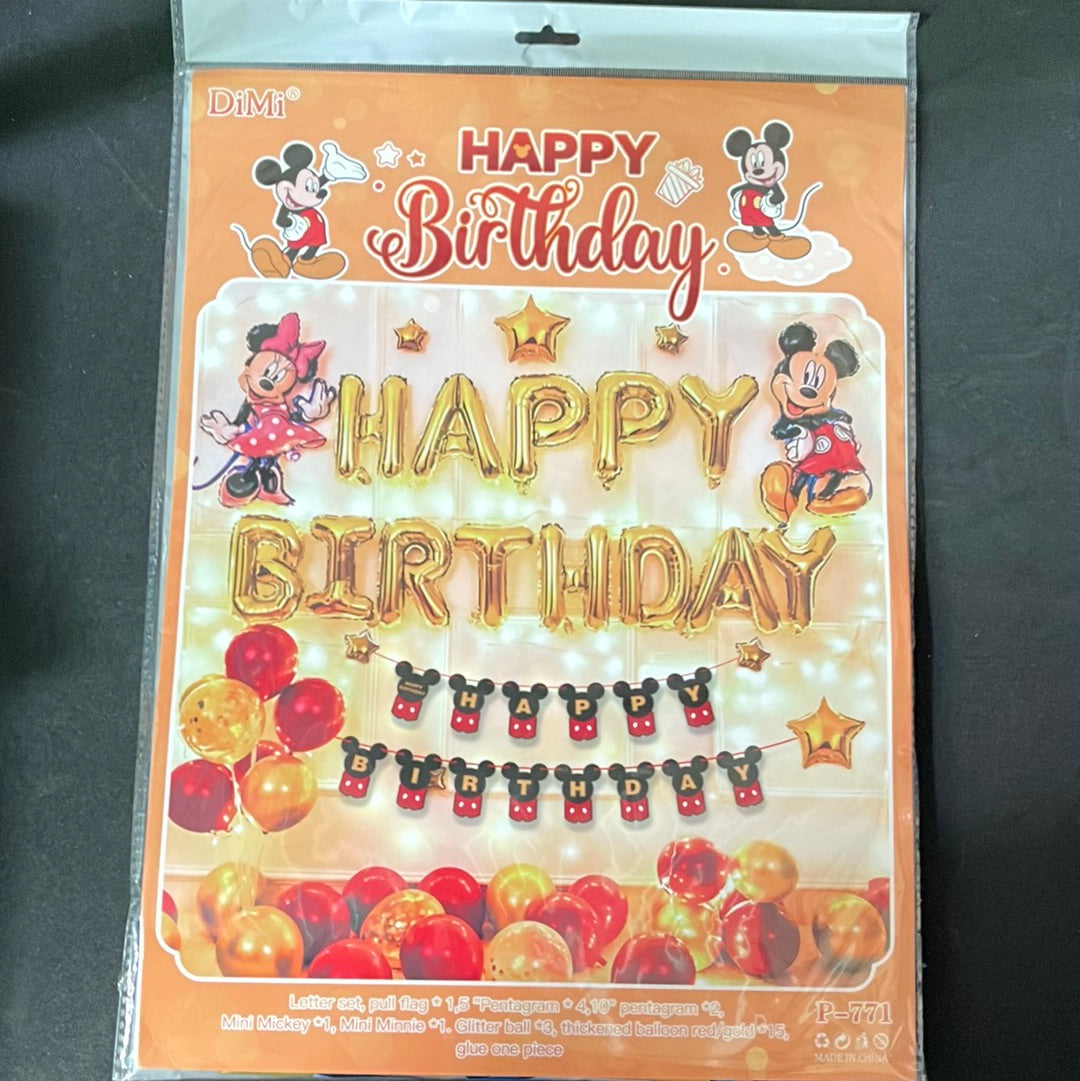 DiMi®
HAPPY
Birthday
HAPPY
BIRTHDAY
HAPPY BIRTHDAY
HAPPY
BIRTHDAY
Letter set, pull flag * 1,5 "Pentagram * 4,10" pentagram *2,
Mini Mickey *1, Mini Minnie *1. Glitter ball *3, thickened balloon red/gold *15,
glue one piece
P-771
MADE IN CHINA